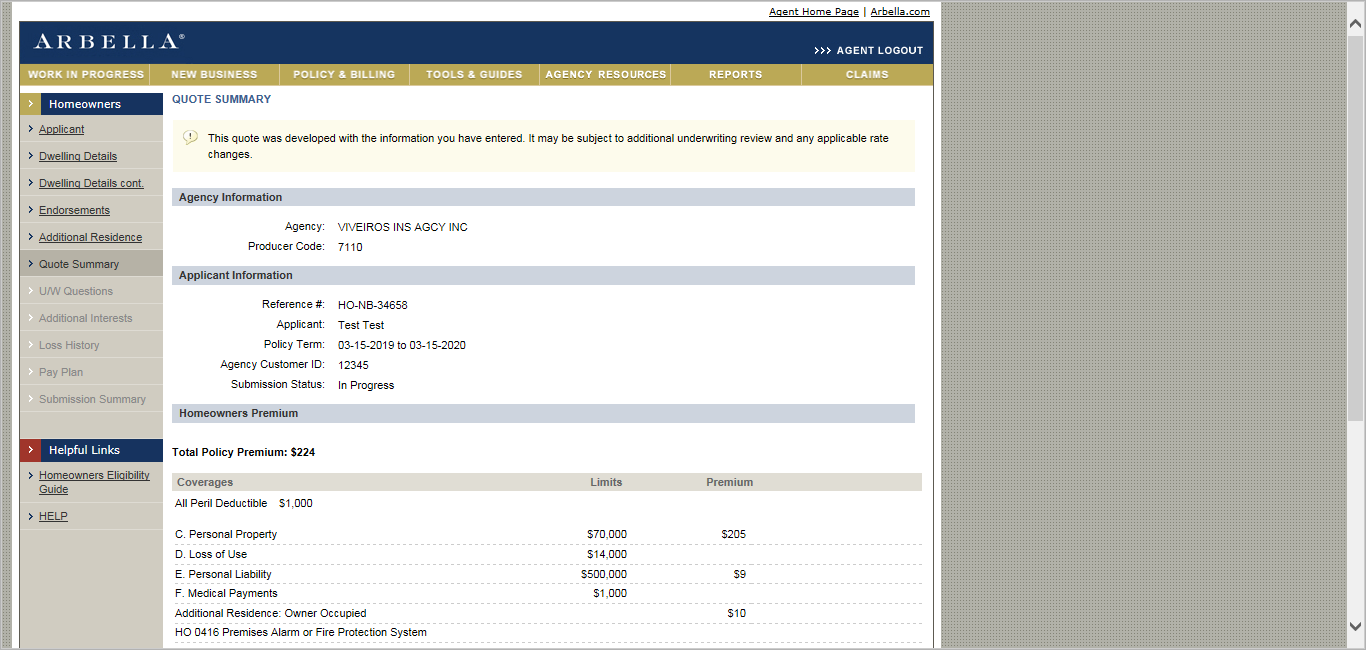 Agent Home Page | Arbella.com
ARBELLA®
>>> AGENT LOGOUT
WORK IN PROGRESS NEW BUSINESS POLICY & BILLING TOOLS & GUIDES AGENCY RESOURCES REPORTS CLAIMS
Homeowners
Applicant
Dwelling Details
Dwelling Details cont.
Endorsements
Additional Residence
Quote Summary
U/W Questions
Additional Interests
Loss History
Pay Plan
Submission Summary
Helpful Links
Homeowners Eligibility
Guide
HELP
QUOTE SUMMARY
This quote was developed with the information you have entered. It may be subject to additional underwriting review and any applicable rate
changes.
Agency Information
Agency: VIVEIROS INS AGCY INC
Producer Code: 7110
Applicant Information
Reference #: HO-NB-34658
Applicant: Test Test
Policy Term: 03-15-2019 to 03-15-2020
Agency Customer ID: 12345
Submission Status: In Progress
Homeowners Premium
Total Policy Premium: $224
Coverages Limits Premium
All Peril Deductible $1,000
C. Personal Property $70,000 $205
D. Loss of Use $14,000
E. Personal Liability $500,000 $9
F. Medical Payments $1,000
Additional Residence: Owner Occupied $10
HO 0416 Premises Alarm or Fire Protection System